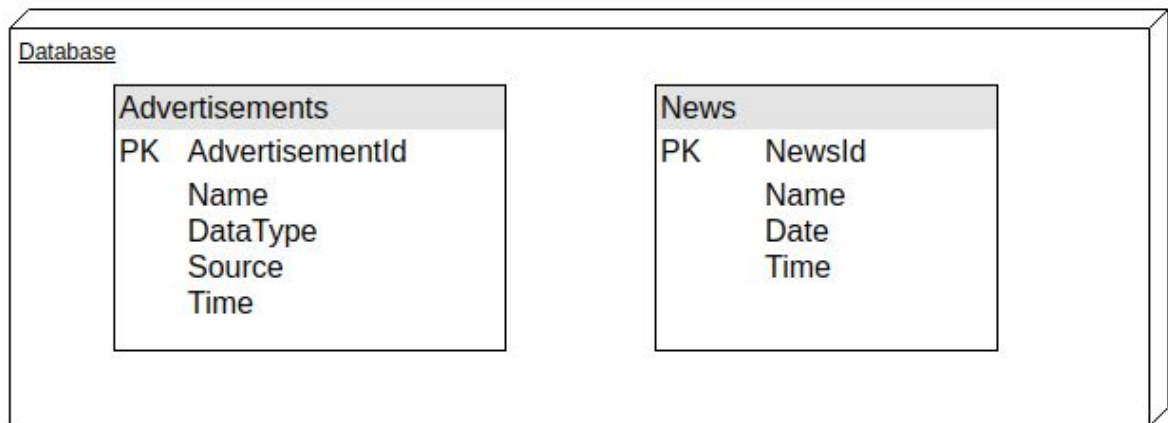 Database
Advertisements
PK AdvertisementId
Name
DataType
Source
Time
News
PK NewsId
Name
Date
Time